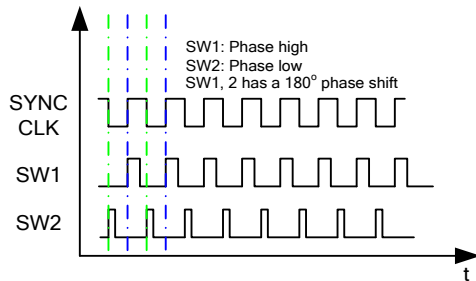 SW1: Phase high
SW2: Phase low
SW1, 2 has a 180° phase shift
SYNC
CLK
SW1
SW2
t